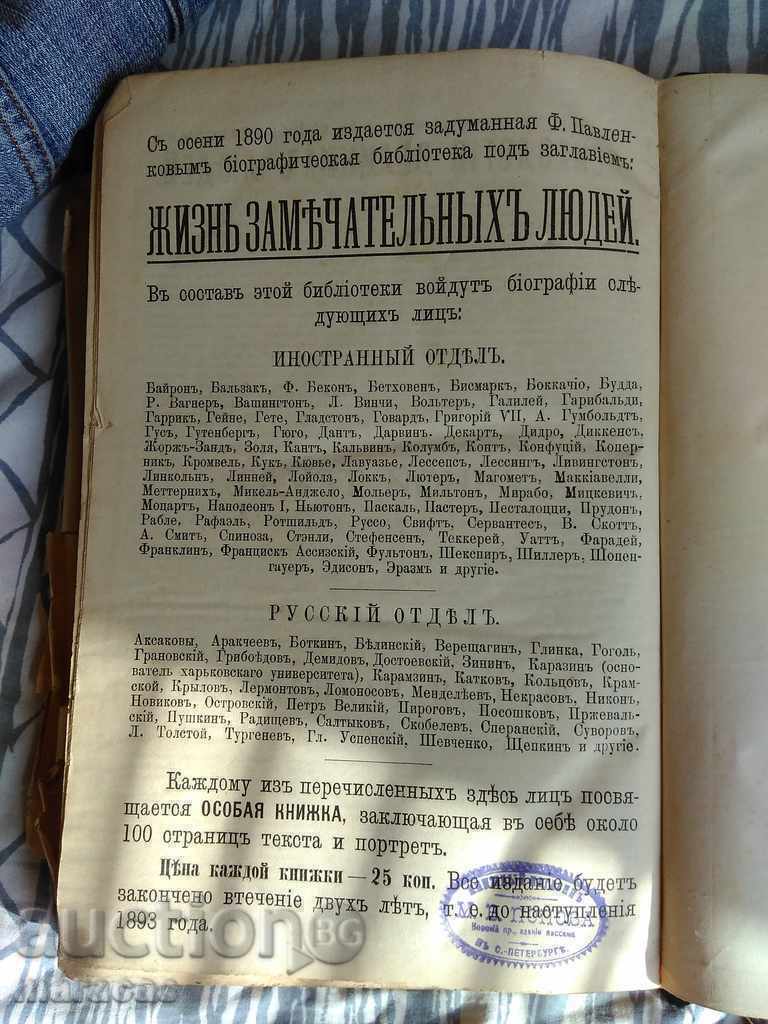 Съ осени 1890 года издается задуманная Ф. Павлен-
ковымъ біографическая библіотека подъ заглавіемъ:
ЖИЗНЬ ЗАМѢЧАТЕЛЬНЫХЪ ЛЮДЕЙ.
Въ составъ этой библіотеки войдутъ біографіи слѣ-
дующихъ лицъ:
ИНОСТРАННЫЙ ОТДѢЛЪ.
Байронъ, Бальзакъ, Ф. Беконъ, Бетховенъ, Бисмаркъ, Боккачіо, Будда,
Р. Вагнеръ, Вашингтонъ, Л. Винчи, Вольтеръ, Галилей, Гарибальди,
Гаррикъ, Гейне, Гете, Гладстонъ, Говардъ, Григорій VII, А. Гумбольдтъ,
Гусъ, Гутенбергъ, Гюго, Дантъ, Дарвинъ. Декартъ, Дидро, Диккенсъ,
Жоржъ-Зандъ, Золя, Кантъ, Кальвинъ, Колумбъ, Контъ, Конфуцій, Копер-
никъ, Кромвель, Кукъ, Кювье, Лавуазье, Лессепсъ, Лессингъ, Ливингстонъ,
Линкольнъ, Линней, Лойола, Локкъ, Лютеръ, Магометъ, Маккіавелли,
Меттернихъ, Микель-Анджело, Мольеръ, Мильтонъ, Мирабо, Мицкевичъ,
Моцартъ, Наполеонъ I, Ньютонъ, Паскаль, Пастеръ, Песталоцци, Прудонъ,
Рабле, Рафаэль, Ротшильдъ, Руссо, Свифтъ, Сервантесъ, В. Скоттъ,
А. Смитъ, Спиноза, Стэнли, Стефенсенъ, Теккерей, Уаттъ, Фарадей,
Франклинъ, Францискъ Ассизскій, Фультонъ, Шекспиръ, Шиллеръ, Шопен-
гауеръ, Эдисонъ, Эразмъ и другіе.
РУССКІЙ ОТДѢЛЪ.
Аксаковы, Аракчеевъ, Боткинъ, Бѣлинскій, Верещагинъ, Глинка, Гоголь,
Грановскій, Грибоѣдовъ, Демидовъ, Достоевскій, Зининъ, Каразинъ (осно-
ватель харьковскаго университета), Карамзинъ, Катковъ, Кольцовъ, Крам-
ской, Крыловъ, Лермонтовъ, Ломоносовъ, Менделѣевъ, Некрасовъ, Никонъ,
Новиковъ, Островскій, Петръ Великій, Пироговъ, Посошковъ, Пржеваль-
скій, Пушкинъ, Радищевъ, Салтыковъ, Скобелевъ, Сперанскій, Суворовъ,
Л. Толстой, Тургеневъ, Гл. Успенскій, Шевченко, Щепкинъ и другіе.
Каждому изъ перечисленныхъ здѣсь лицъ посвя-
щается ОСОБАЯ КНИЖКА, заключающая въ себѣ около
100 страницъ текста и портретъ.
Цѣна каждой книжки — 25 коп. Все изданіе будетъ
закончено втеченіе двухъ лѣтъ, т. е. до наступленія
1893 года.
ВЪ С.-ПЕТЕРБУРГѢ.
auctionBG
maracas